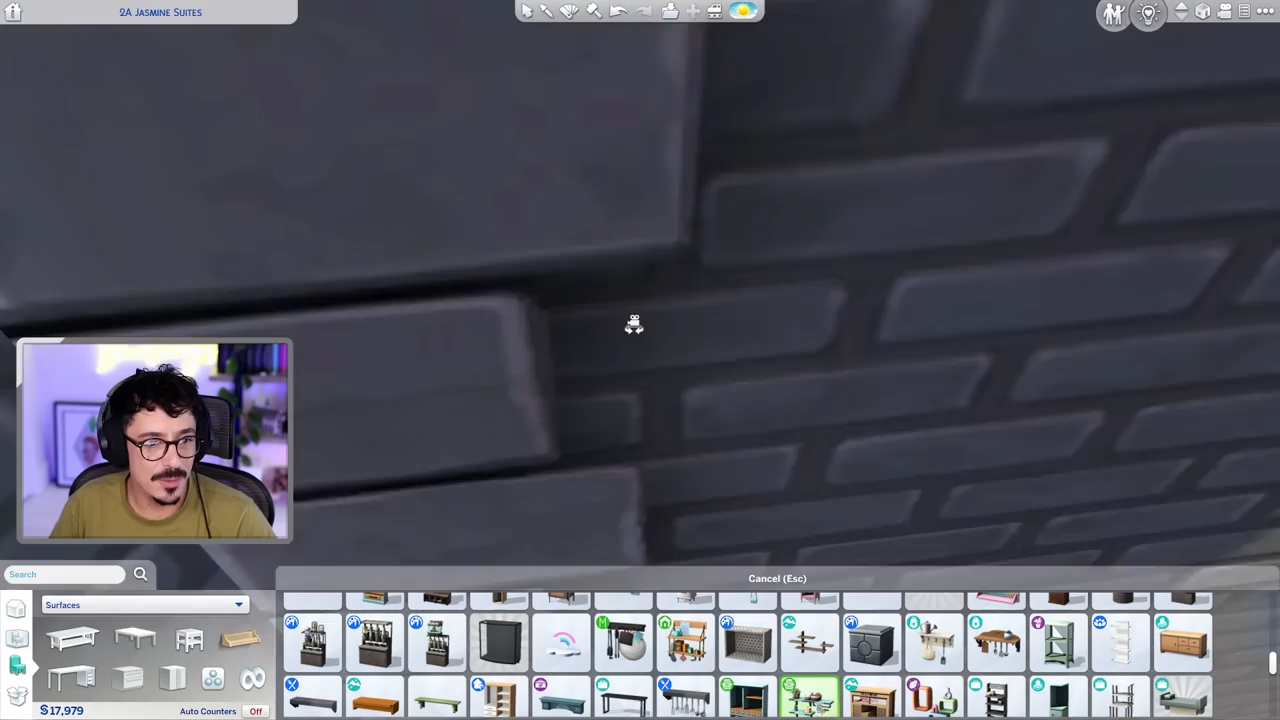 2A Jasmine Suites
Search
Cancel (Esc)
Surfaces
§17,979
Auto Counters
Off